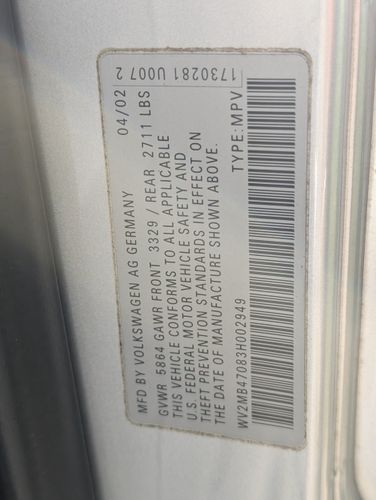 MFD BY VOLKSWAGEN AG GERMANY 04/02
GVWR 5864 GAWR FRONT 3329 / REAR 2711 LBS
THIS VEHICLE CONFORMS TO ALL APPLICABLE
U.S. FEDERAL MOTOR VEHICLE SAFETY AND
THEFT PREVENTION STANDARDS IN EFFECT ON
THE DATE OF MANUFACTURE SHOWN ABOVE.
WV2MB47083H002949 TYPE:MPV
1730281 U007 2